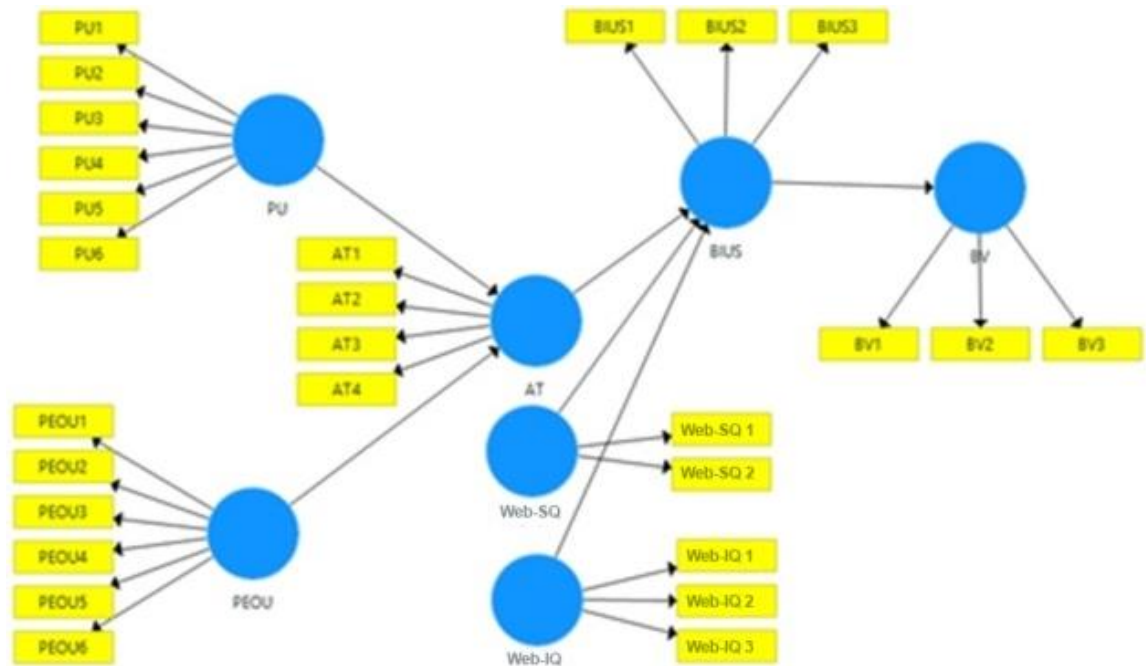 PU1
PU2
PU3
PU4
PU5
PU6
PU
BIUS1
BIUS2
BIUS3
BIUS
BV
BV1
BV2
BV3
AT1
AT2
AT3
AT4
AT
PEOU1
PEOU2
PEOU3
PEOU4
PEOU5
PEOU6
PEOU
Web-SQ 1
Web-SQ 2
Web-SQ
Web-IQ 1
Web-IQ 2
Web-IQ 3
Web-IQ